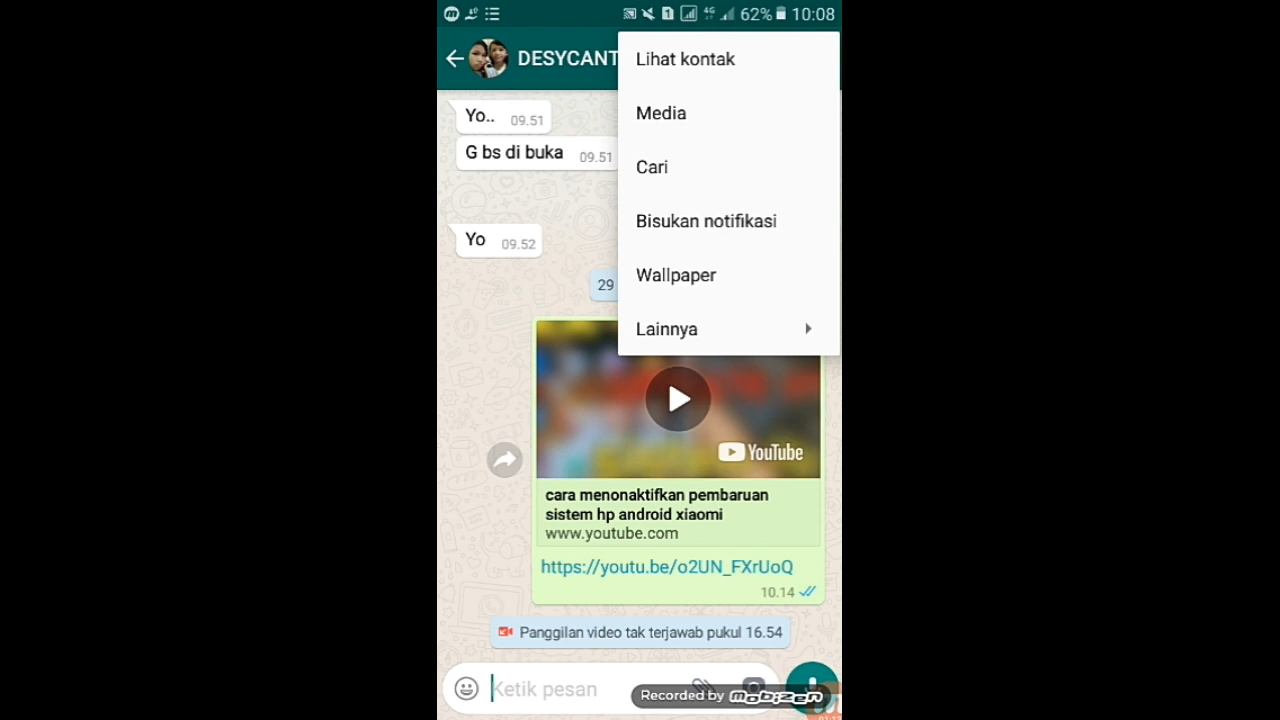 4G 62% 10:08
DESYCANT
Lihat kontak
Media
Cari
Bisukan notifikasi
Wallpaper
Lainnya
Yo.. 09.51
G bs di buka 09.51
Yo 09.52
29
YouTube
cara menonaktifkan pembaruan
sistem hp android xiaomi
www.youtube.com
https://youtu.be/o2UN_FXrUoQ
10.14
Panggilan video tak terjawab pukul 16.54
Ketik pesan
Recorded by mobizen